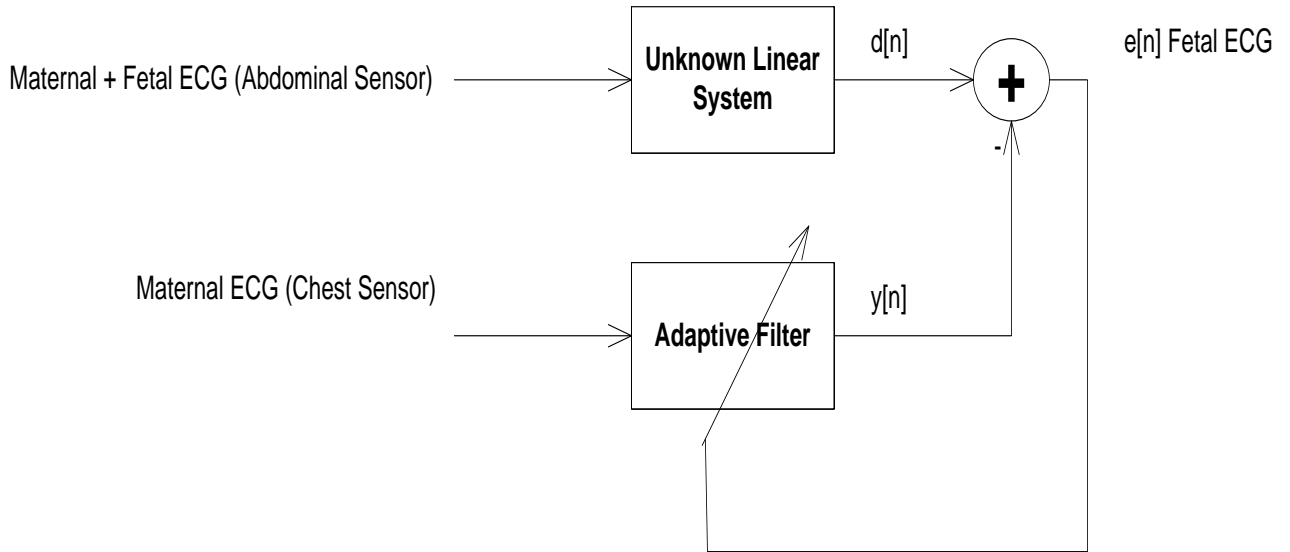 Maternal + Fetal ECG (Abdominal Sensor)
Unknown Linear
System
d[n]
+
e[n] Fetal ECG
-
Maternal ECG (Chest Sensor)
Adaptive Filter
y[n]